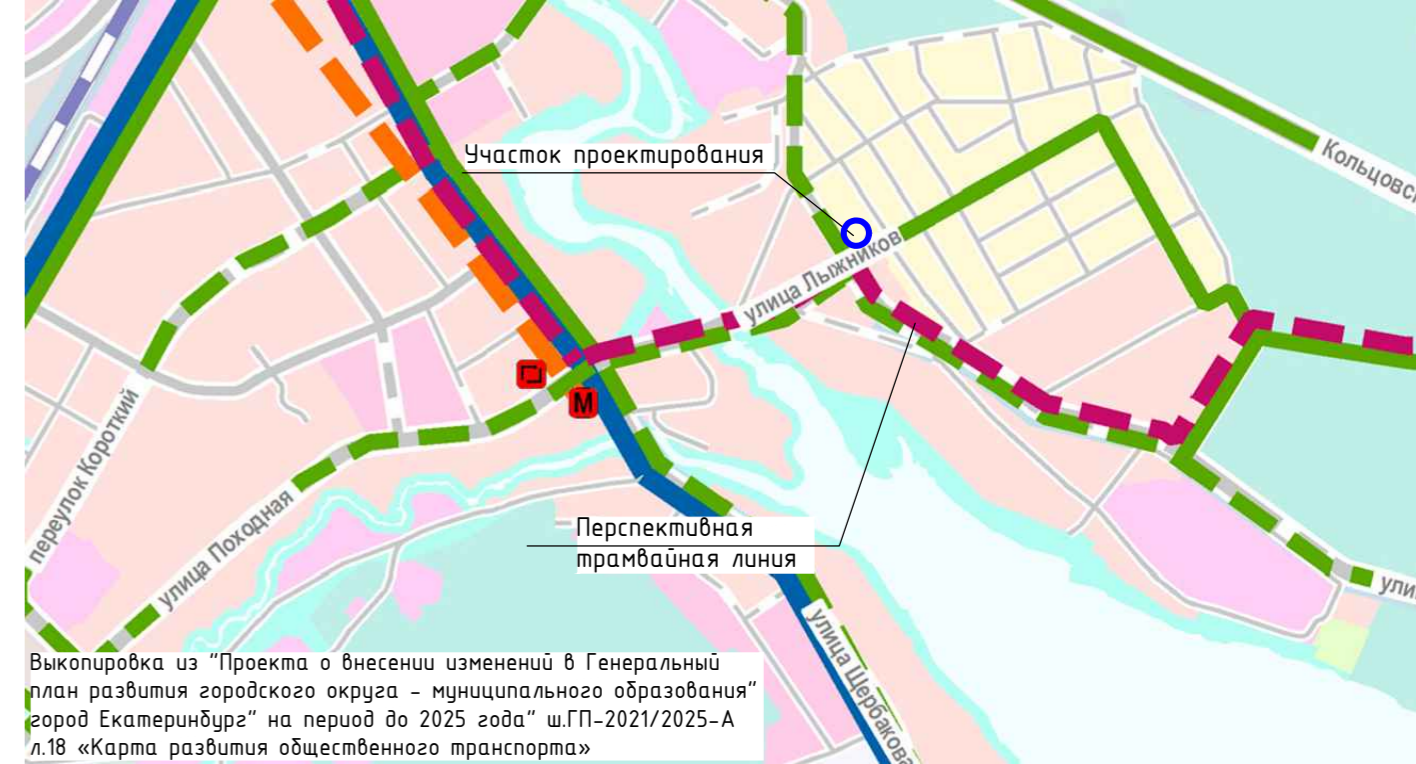 Кольцовс
Участок проектирования
улица Лыжников
М
переулок Короткий
улица Походная
Перспективная
трамвайная линия
ули
улица Щербакова
Выкопировка из "Проекта о внесении изменений в Генеральный
план развития городского округа - муниципального образования"
город Екатеринбург" на период до 2025 года" ш.ГП-2021/2025-А
л.18 «Карта развития общественного транспорта»